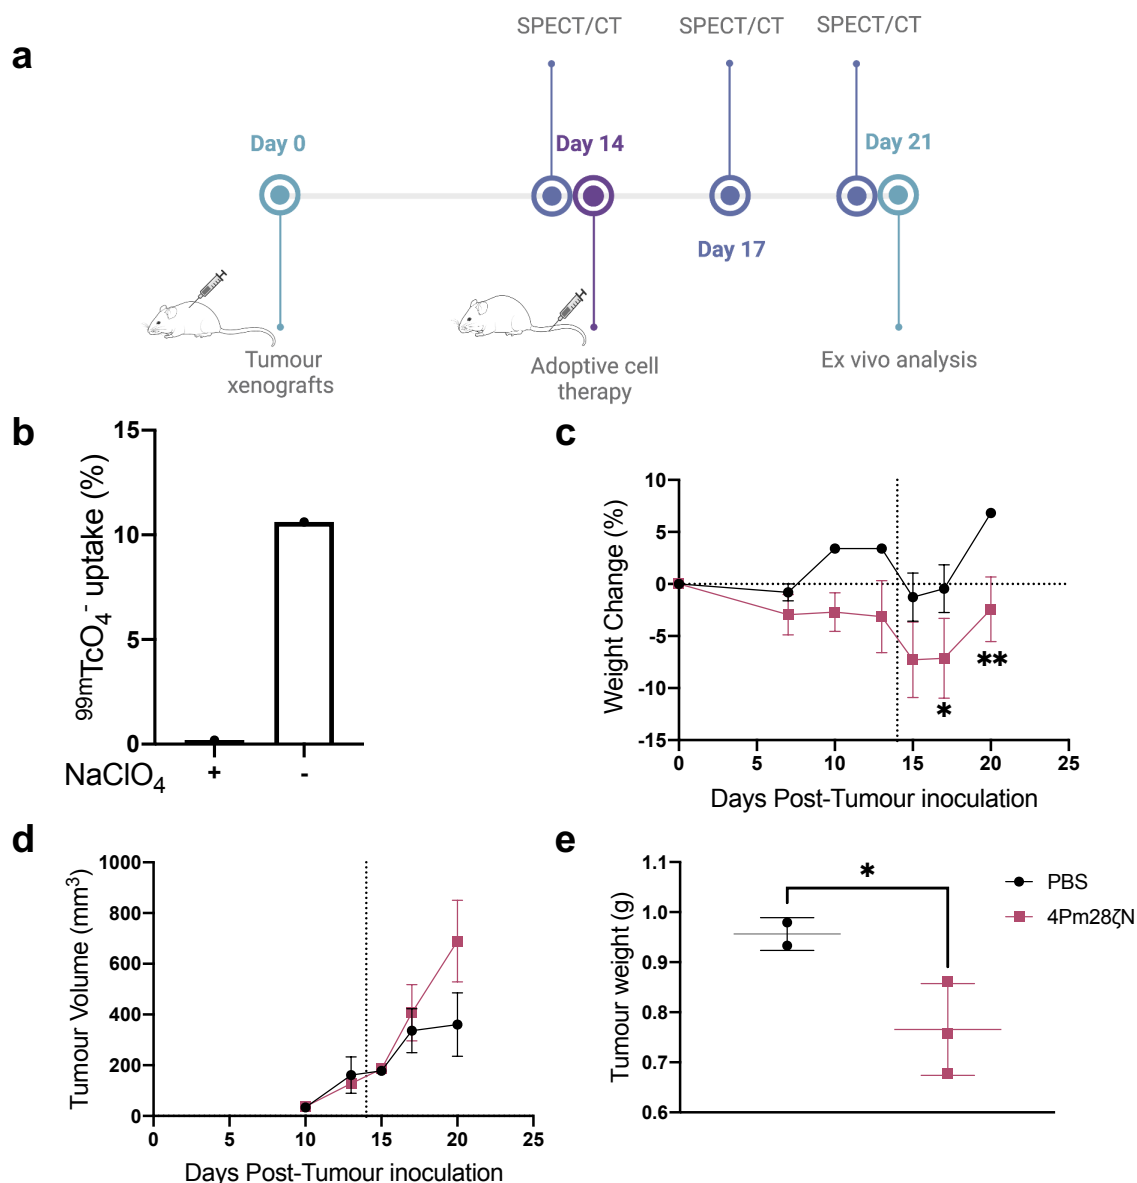 a
SPECT/CT
SPECT/CT
SPECT/CT
Day 0
Day 14
Day 21
Day 17
Tumour
xenografts
Adoptive cell
therapy
Ex vivo analysis
b
15
10
5
0
⁹⁹ᵐTcO₄⁻ uptake (%)
NaClO₄
+
-
c
10
5
0
-5
-10
-15
Weight Change (%)
*
**
0
5
10
15
20
25
Days Post-Tumour inoculation
d
1000
800
600
400
200
0
Tumour Volume (mm³)
0
5
10
15
20
25
Days Post-Tumour inoculation
e
1.1
1.0
0.9
0.8
0.7
0.6
Tumour weight (g)
*
PBS
4Pm28ζN